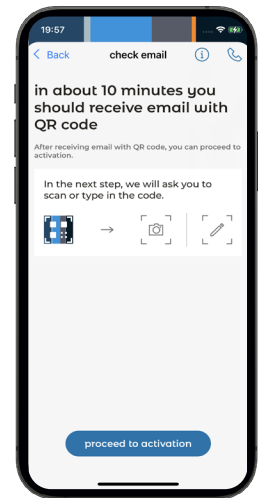 19:57
Back
check email
in about 10 minutes you
should receive email with
QR code
After receiving email with QR code, you can proceed to
activation.
In the next step, we will ask you to
scan or type in the code.
proceed to activation